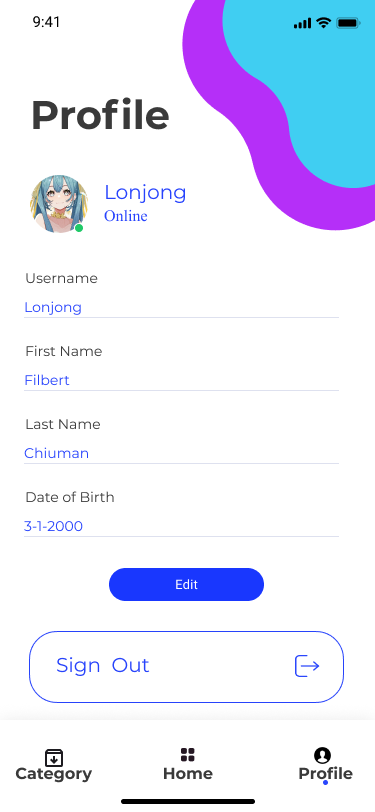 9:41
Profile
Lonjong
Online
Username
Lonjong
First Name
Filbert
Last Name
Chiuman
Date of Birth
3-1-2000
Edit
Sign Out
Category Home Profile